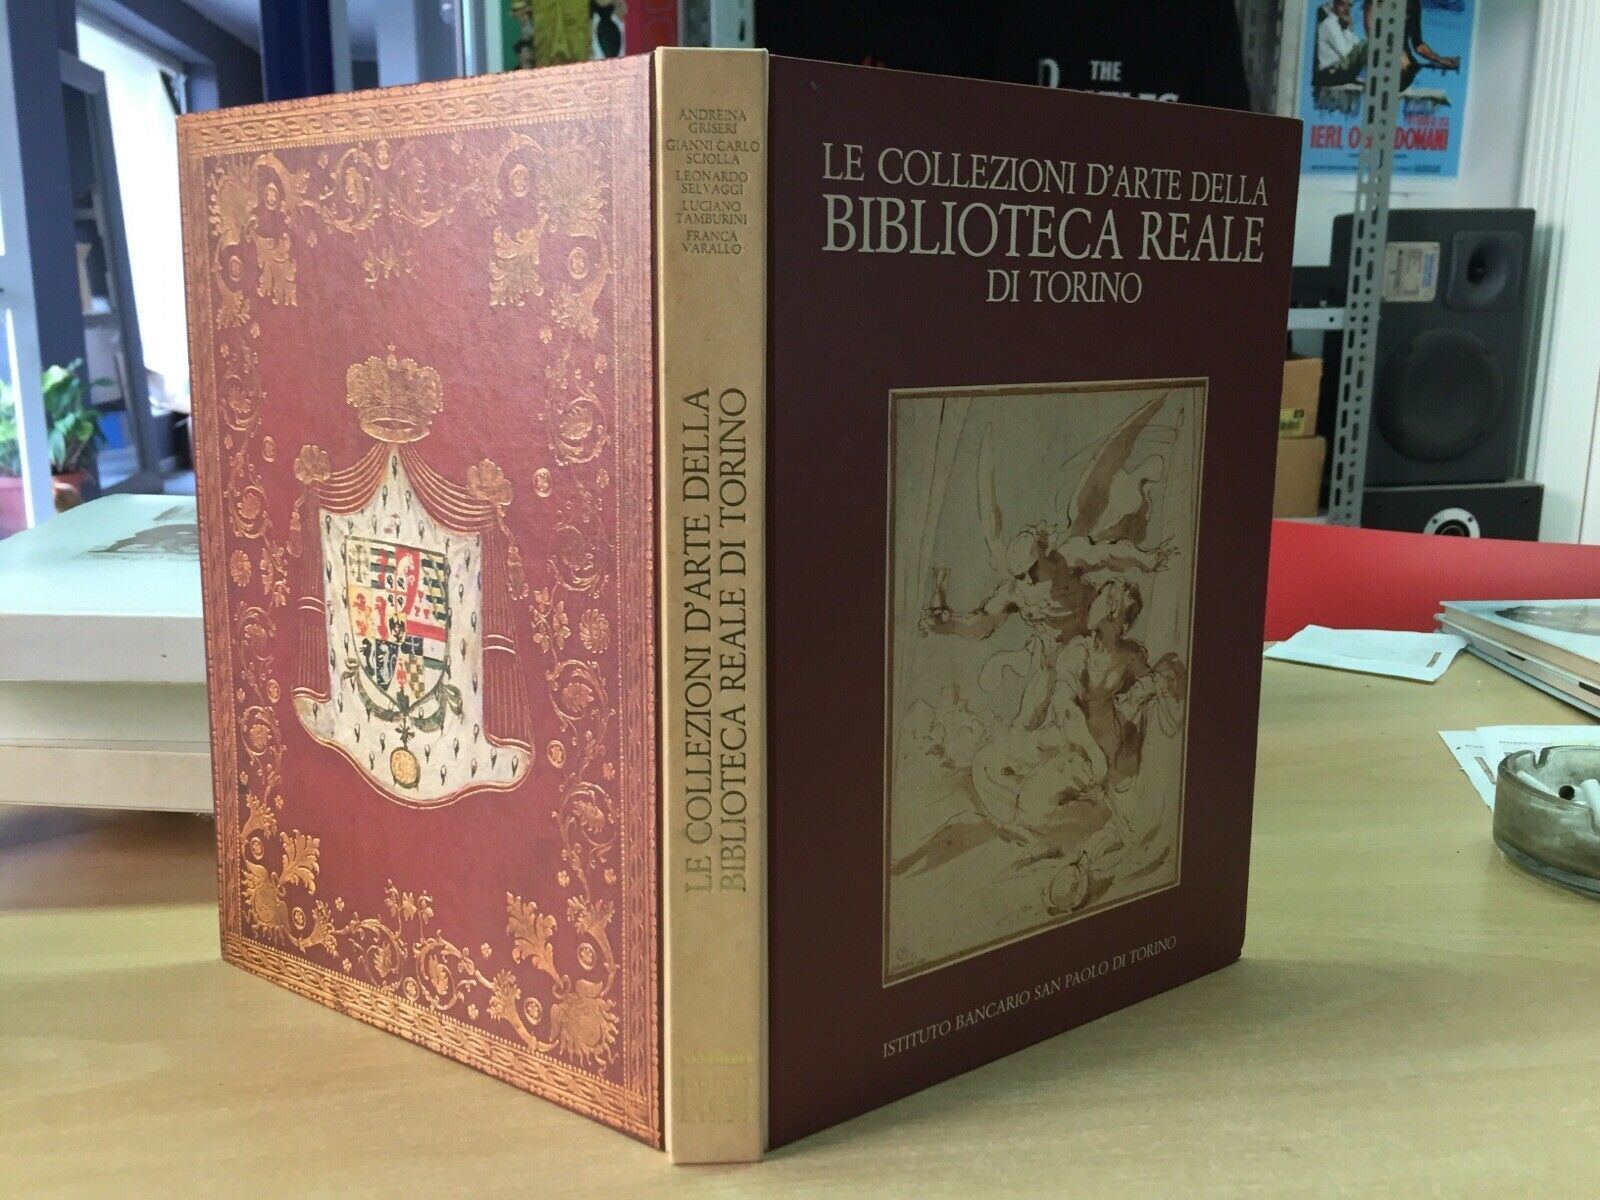 ANDREINA
GRISERI
GIANNI CARLO
SCIOLLA
LEONARDO
SELVAGGI
LUCIANO
TAMBURINI
FRANCA
VARALLO
LE COLLEZIONI D'ARTE DELLA
BIBLIOTECA REALE DI TORINO
LE COLLEZIONI D'ARTE DELLA
BIBLIOTECA REALE
DI TORINO
ISTITUTO BANCARIO SAN PAOLO DI TORINO
THE
IERI, O
DOMANI